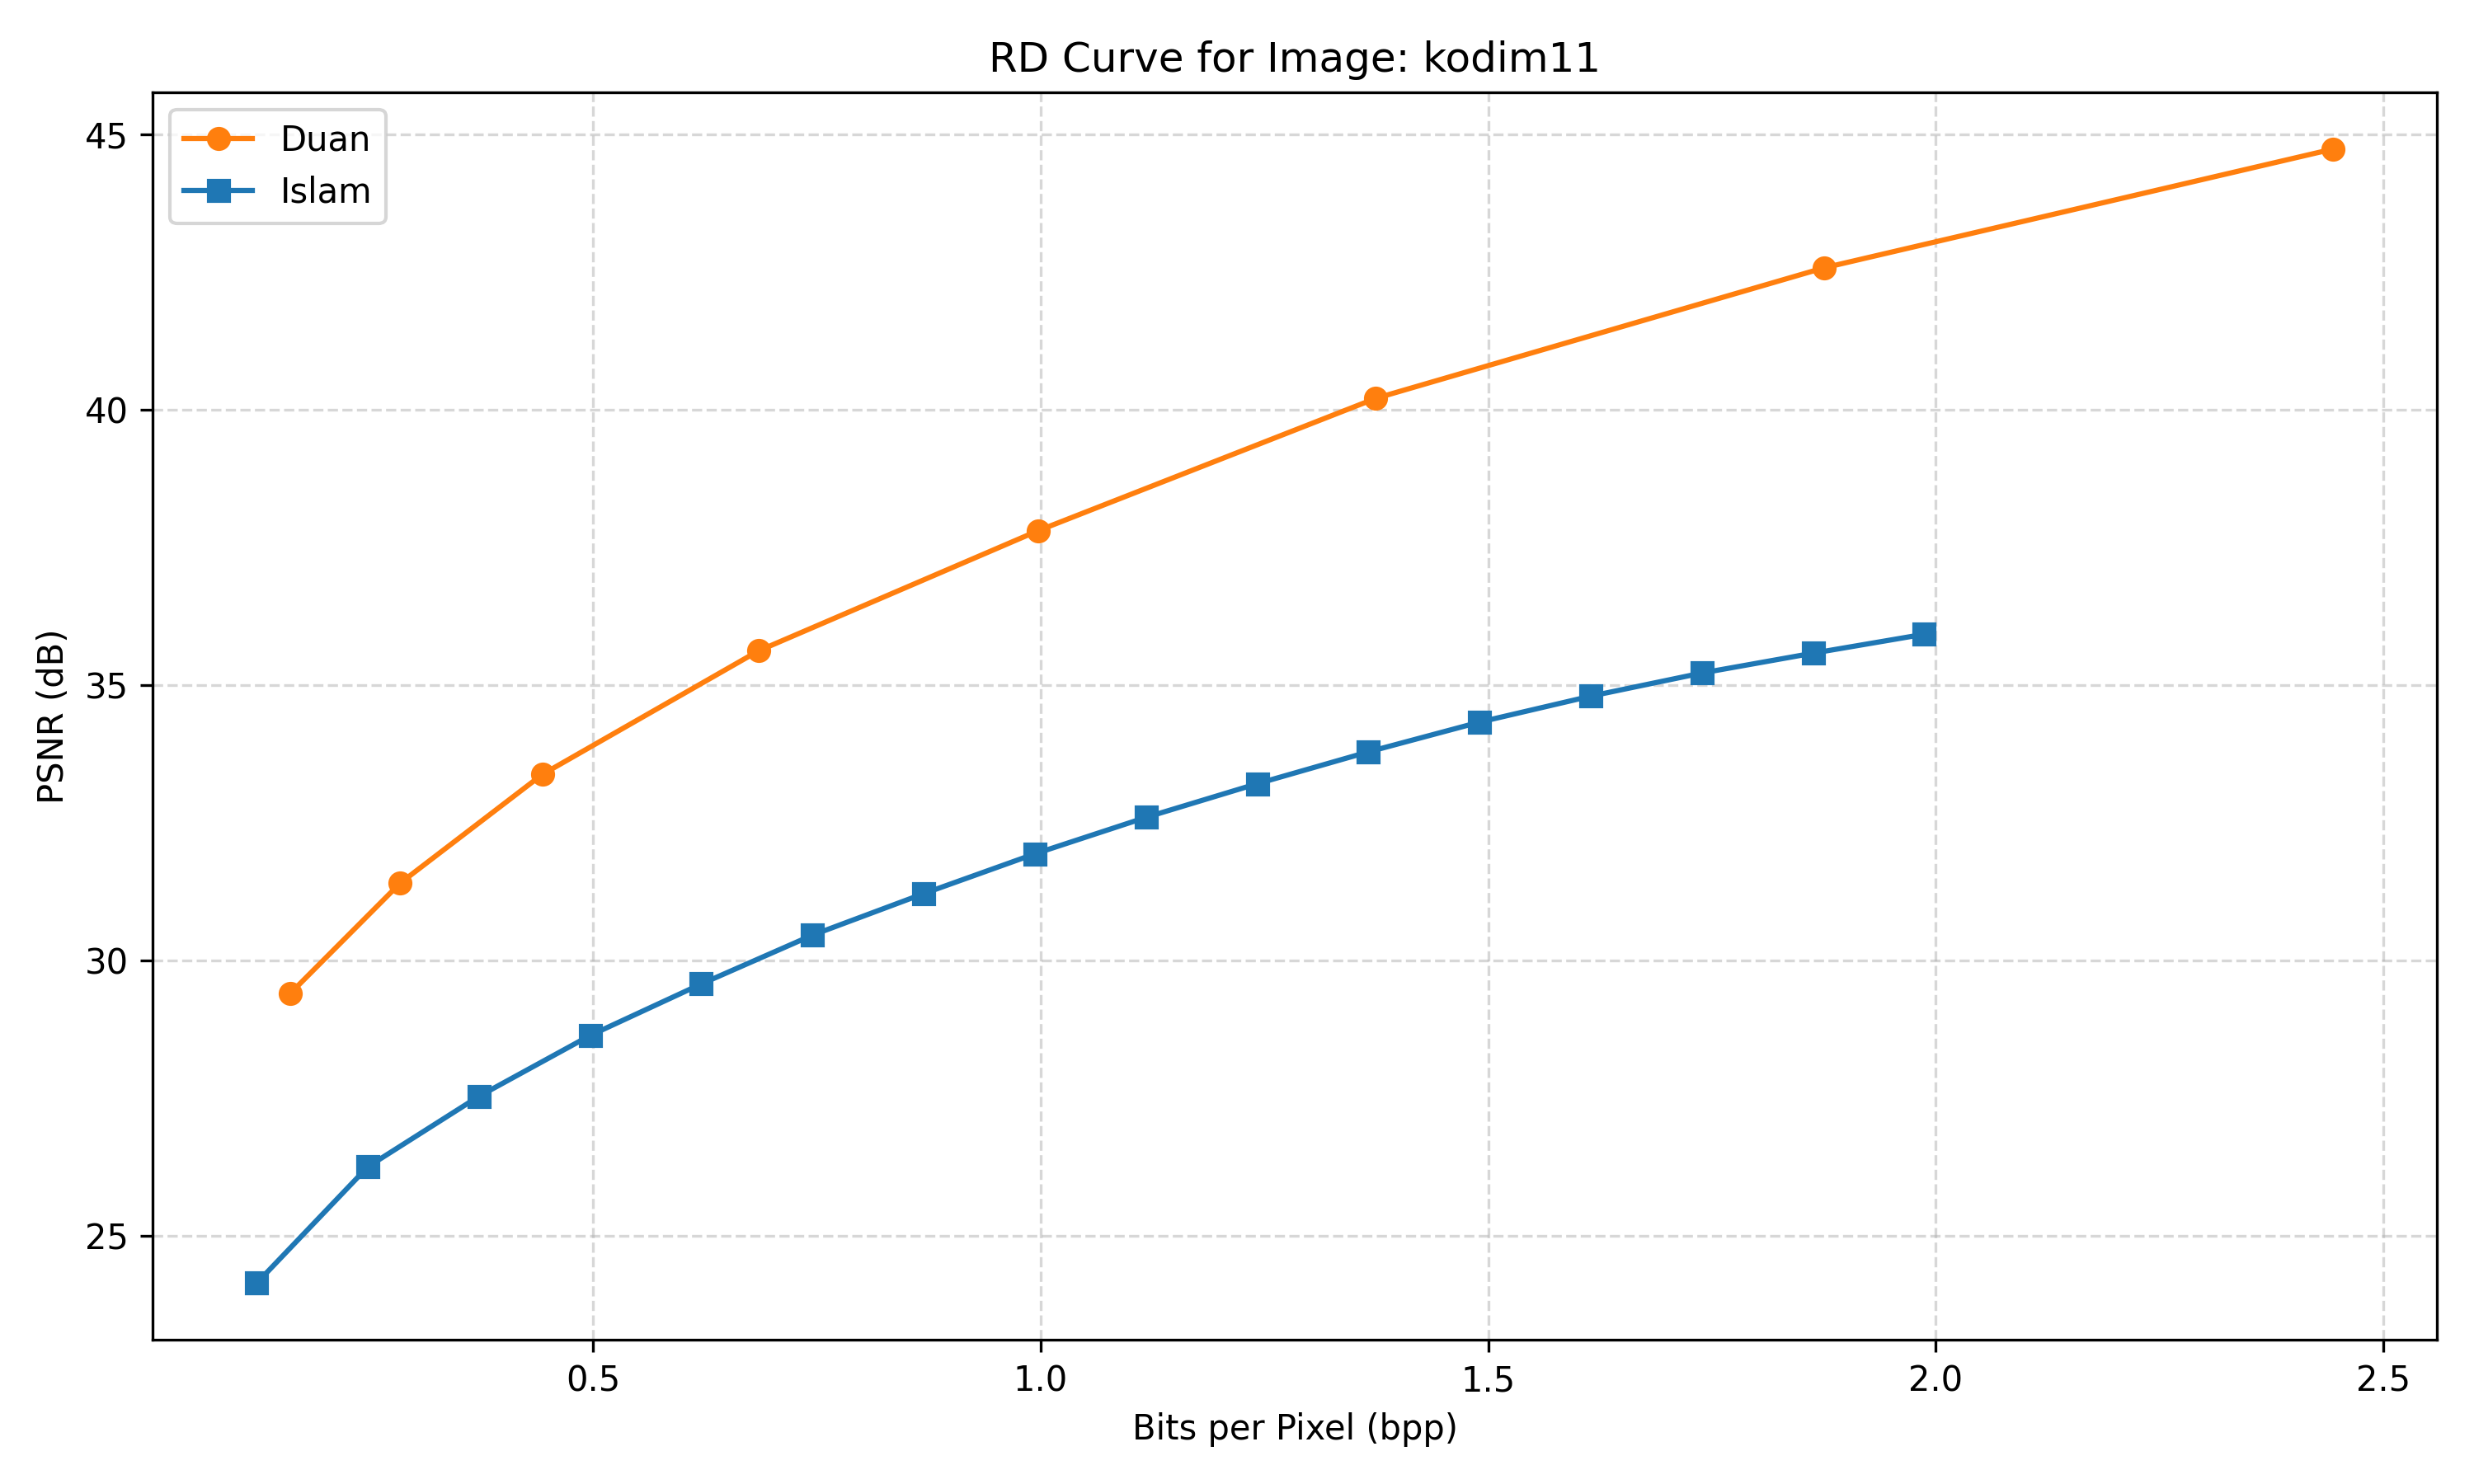 RD Curve for Image: kodim11
Duan
Islam
PSNR (dB)
45
40
35
30
25
0.5 1.0 1.5 2.0 2.5
Bits per Pixel (bpp)